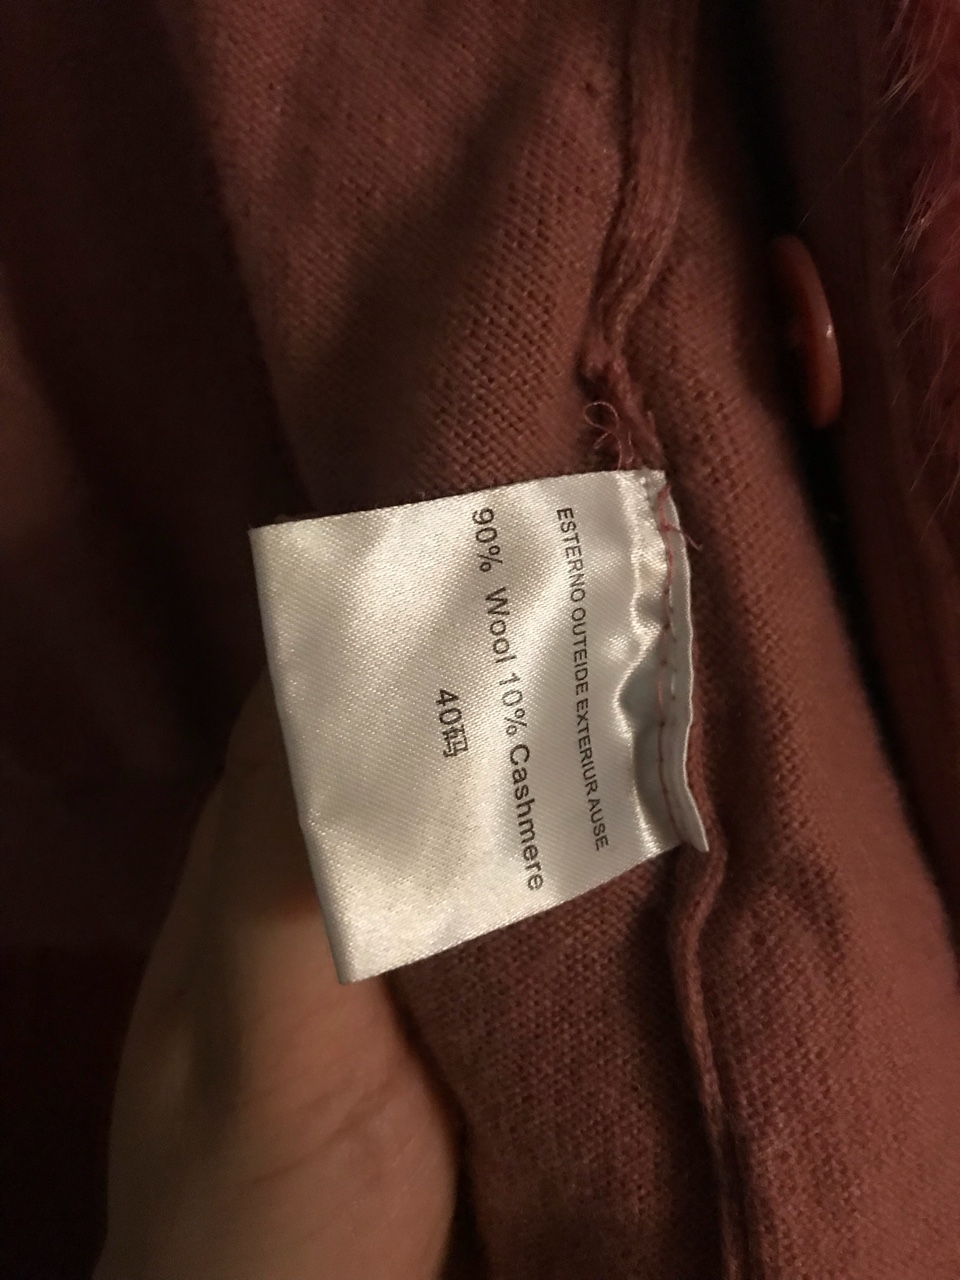 ESTERNO OUTEIDE EXTERIUR AUSE
90% Wool 10% Cashmere
40码